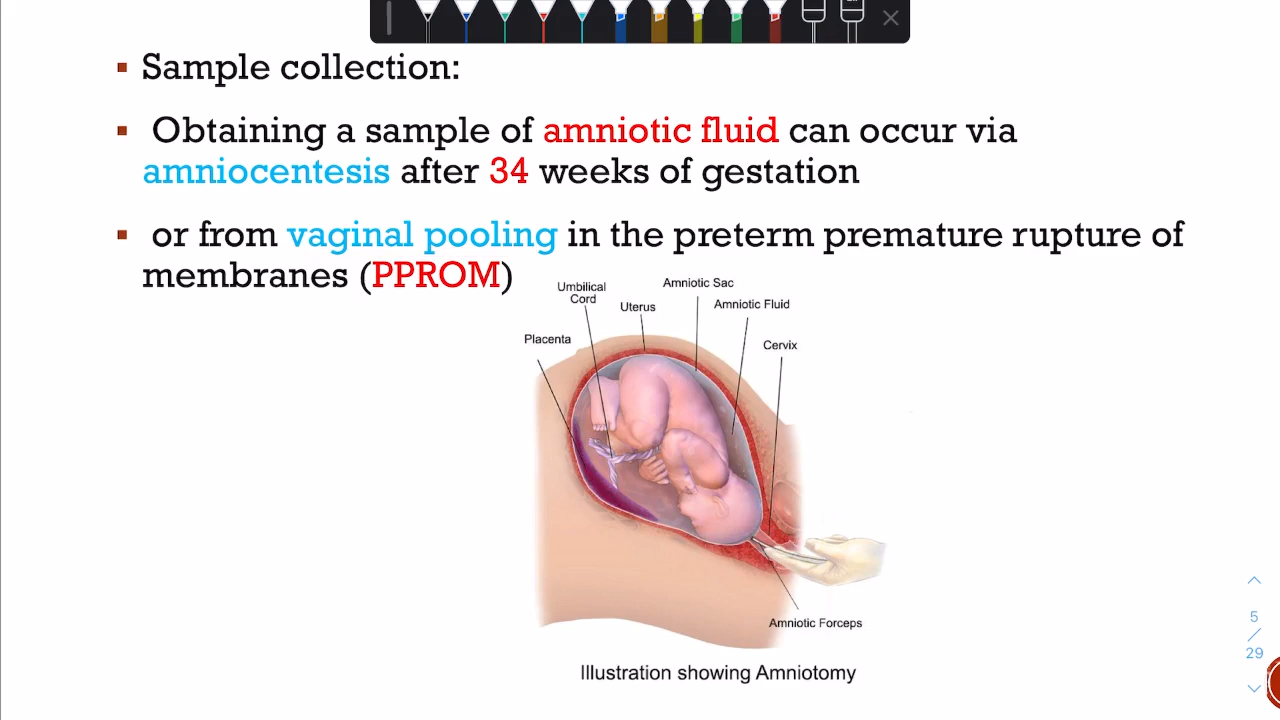 Sample collection:
Obtaining a sample of amniotic fluid can occur via
amniocentesis after 34 weeks of gestation
or from vaginal pooling in the preterm premature rupture of
membranes (PPROM)
Umbilical
Cord
Uterus
Amniotic Sac
Amniotic Fluid
Placenta
Cervix
Amniotic Forceps
Illustration showing Amniotomy
5
/
29